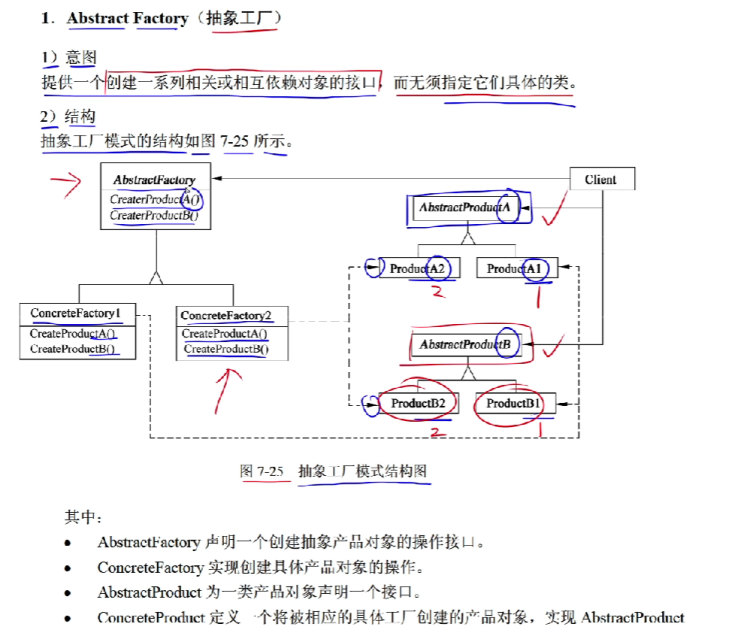 1. Abstract Factory（抽象工厂）
1）意图
提供一个创建一系列相关或相互依赖对象的接口，而无须指定它们具体的类。
2）结构
抽象工厂模式的结构如图 7-25 所示。
AbstractFactory
CreaterProductA()
CreaterProductB()
Client
AbstractProductA
ProductA2
ProductA1
2
1
ConcreteFactory1
CreateProductA()
CreateProductB()
ConcreteFactory2
CreateProductA()
CreateProductB()
AbstractProductB
ProductB2
ProductB1
2
1
图 7-25 抽象工厂模式结构图
其中：
• AbstractFactory 声明一个创建抽象产品对象的操作接口。
• ConcreteFactory 实现创建具体产品对象的操作。
• AbstractProduct 为一类产品对象声明一个接口。
• ConcreteProduct 定义一个将被相应的具体工厂创建的产品对象，实现 AbstractProduct